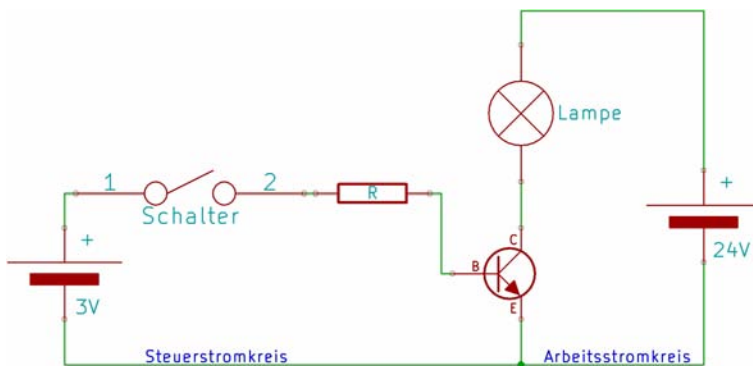 Lampe
1
2
Schalter
R
+
+
B
C
E
3V
24V
Steuerstromkreis
Arbeitsstromkreis